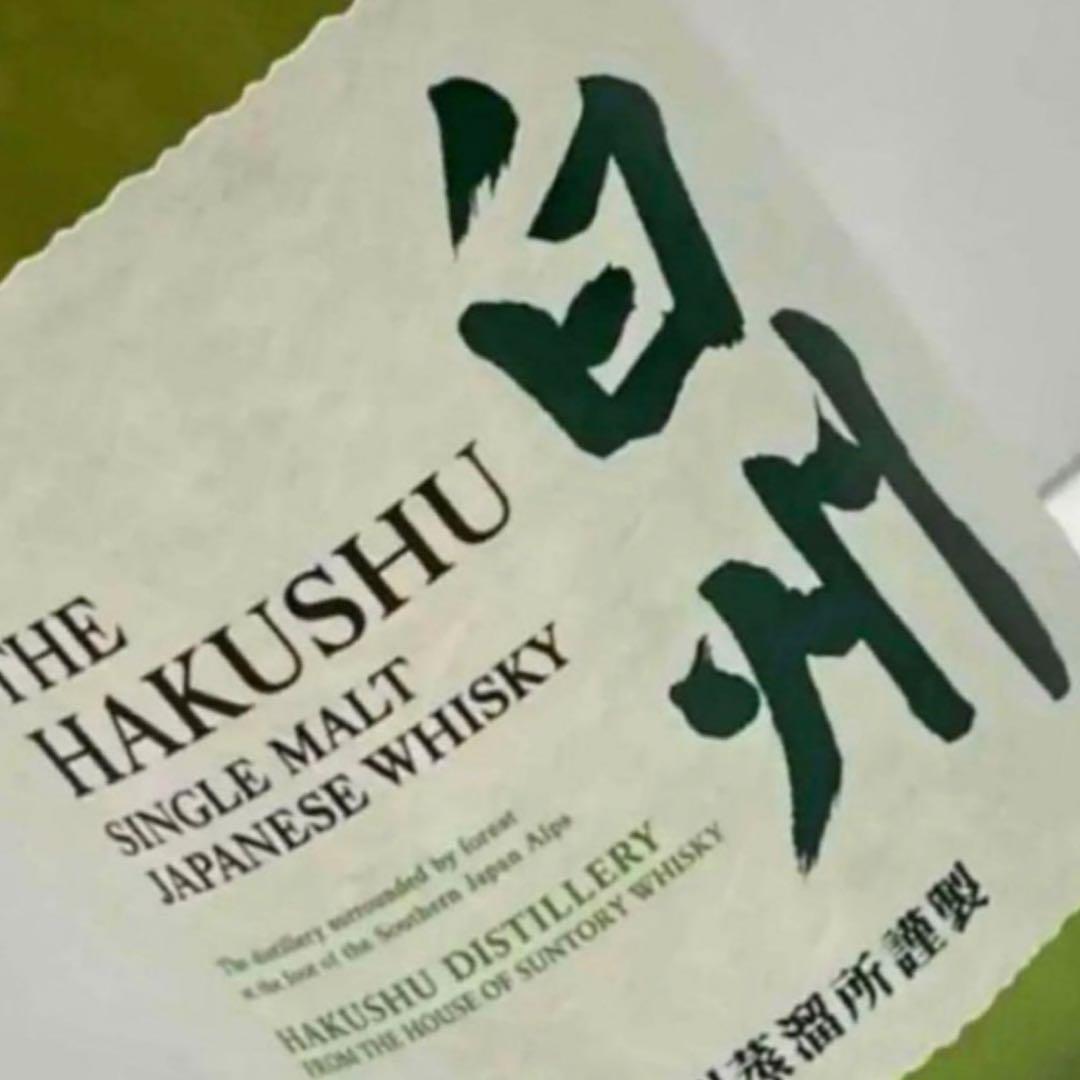 白州
THE
HAKUSHU
SINGLE MALT
JAPANESE WHISKY
The distillery surrounded by forest
at the foot of the Southern Japan Alps
HAKUSHU DISTILLERY
FROM THE HOUSE OF SUNTORY WHISKY
蒸溜所謹製